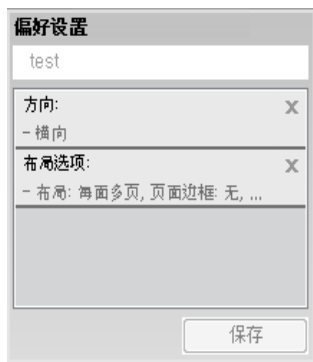 偏好设置
test
方向:
- 横向
X
布局选项:
- 布局: 每面多页, 页面边框: 无, ...
X
保存